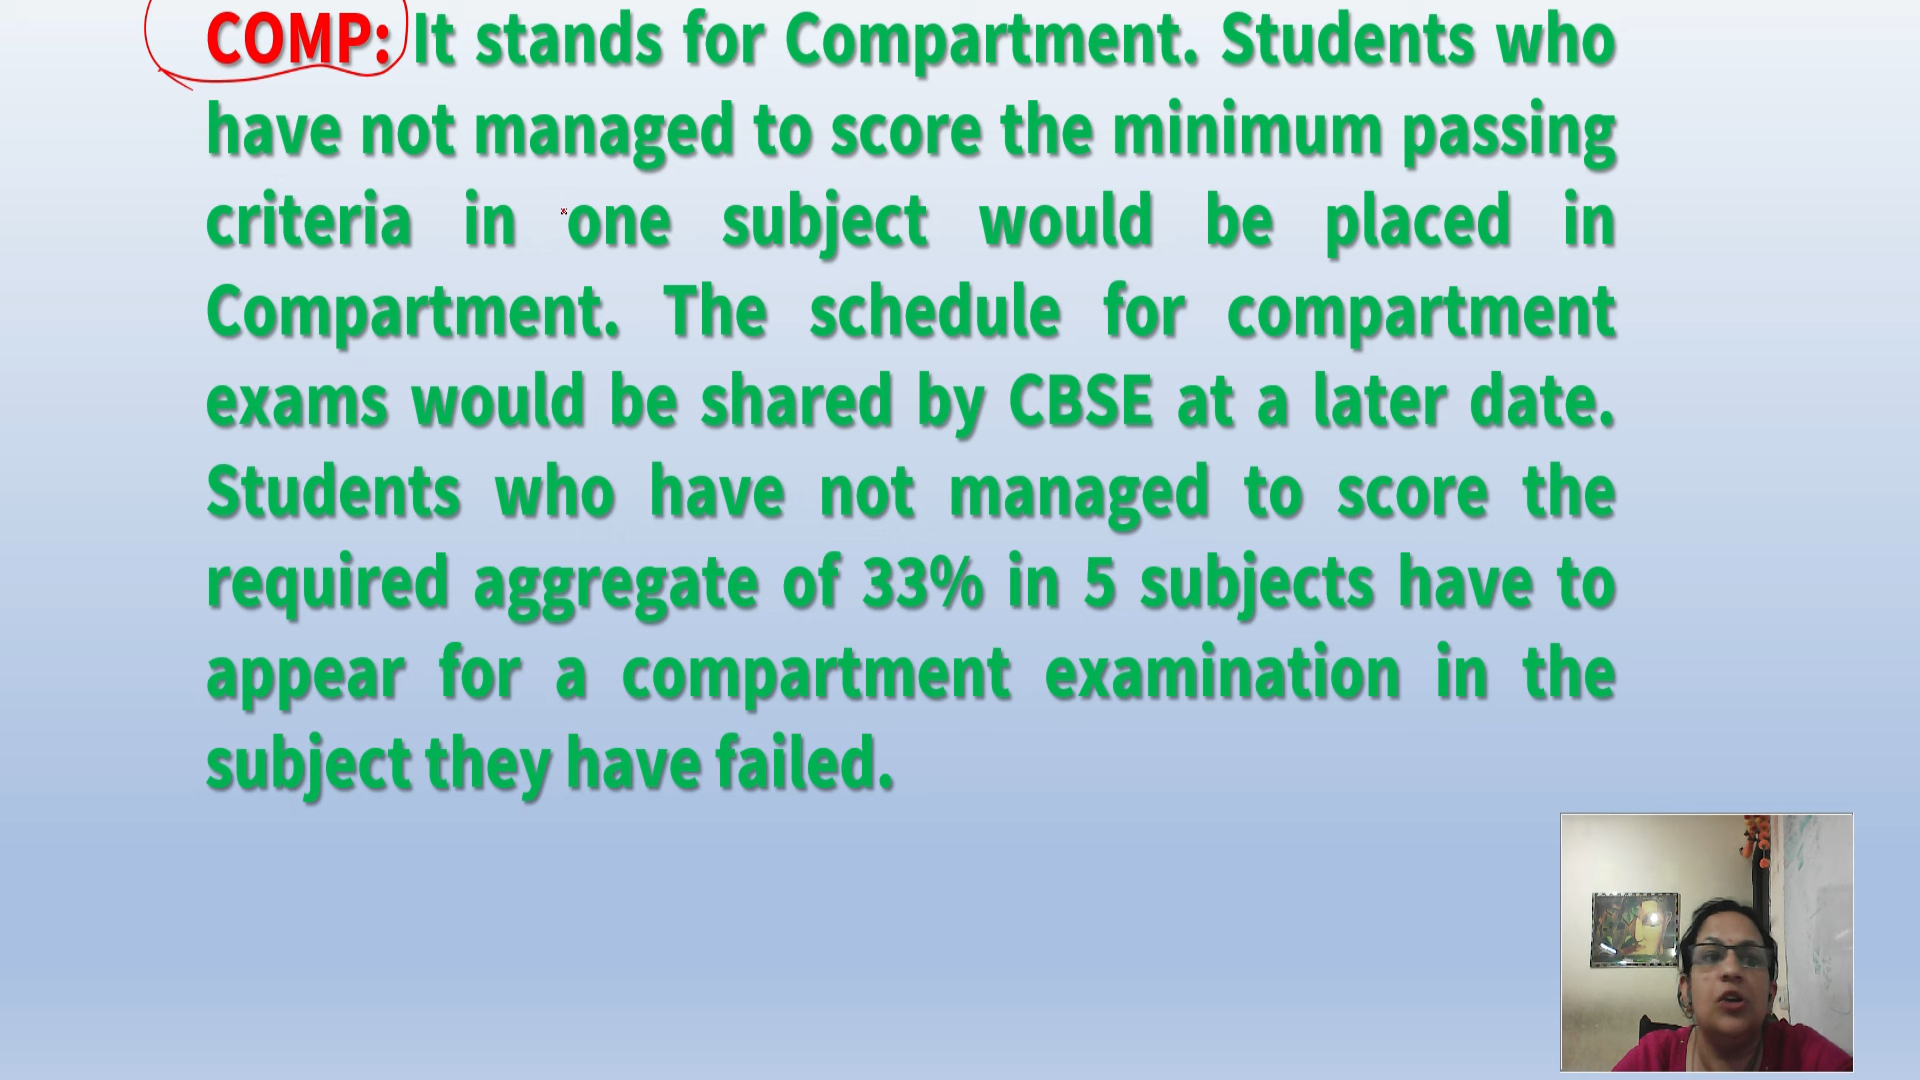 COMP: It stands for Compartment. Students who
have not managed to score the minimum passing
criteria in one subject would be placed in
Compartment. The schedule for compartment
exams would be shared by CBSE at a later date.
Students who have not managed to score the
required aggregate of 33% in 5 subjects have to
appear for a compartment examination in the
subject they have failed.